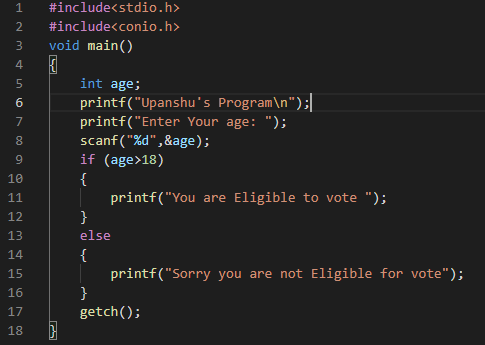 1 #include<stdio.h>
2 #include<conio.h>
3 void main()
4 {
5     int age;
6     printf("Upanshu's Program\n");
7     printf("Enter Your age: ");
8     scanf("%d",&age);
9     if (age>18)
10     {
11         printf("You are Eligible to vote ");
12     }
13     else
14     {
15         printf("Sorry you are not Eligible for vote");
16     }
17     getch();
18 }